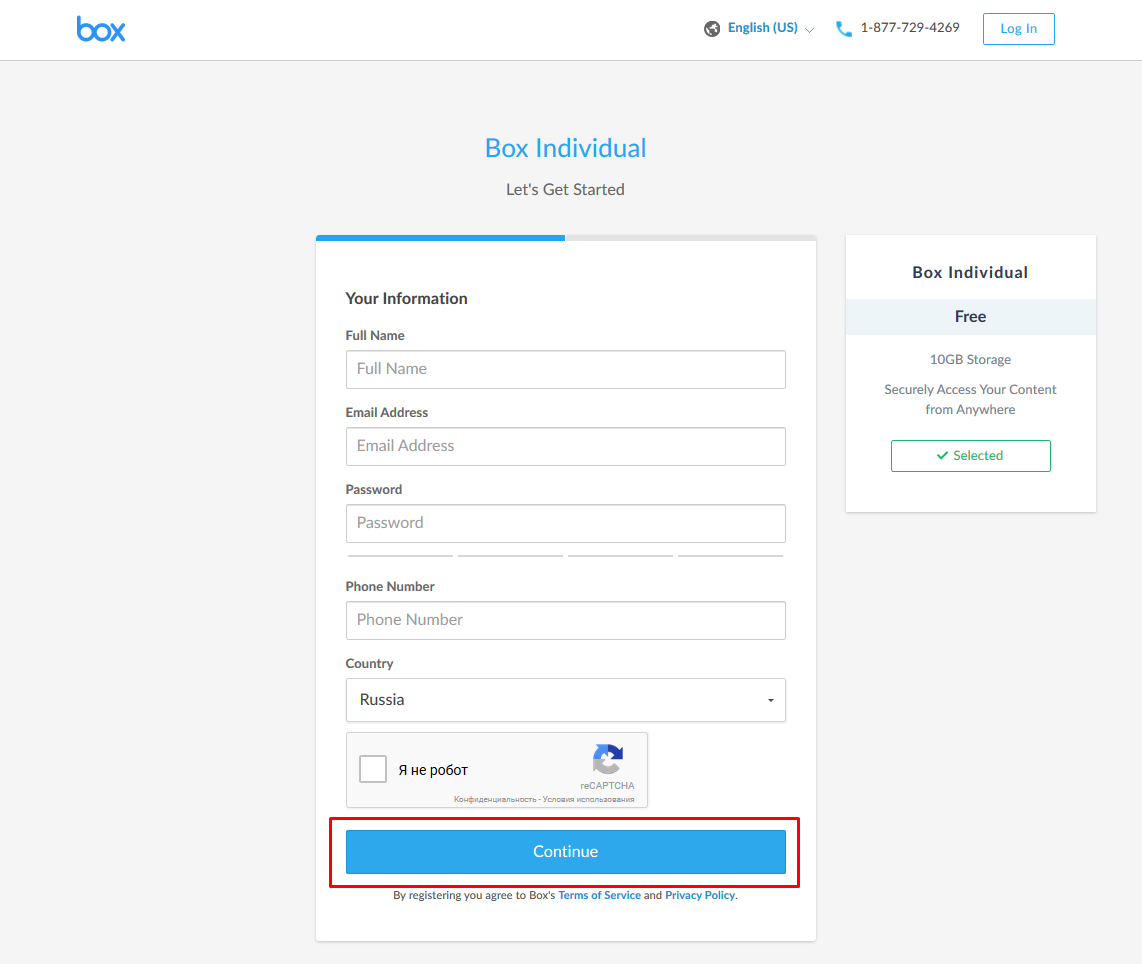 box
English (US)
1-877-729-4269
Log In
Box Individual
Let's Get Started
Your Information
Full Name
Full Name
Email Address
Email Address
Password
Password
Phone Number
Phone Number
Country
Russia
Я не робот
reCAPTCHA
Конфиденциальность - Условия использования
Continue
By registering you agree to Box's Terms of Service and Privacy Policy.
Box Individual
Free
10GB Storage
Securely Access Your Content
from Anywhere
Selected